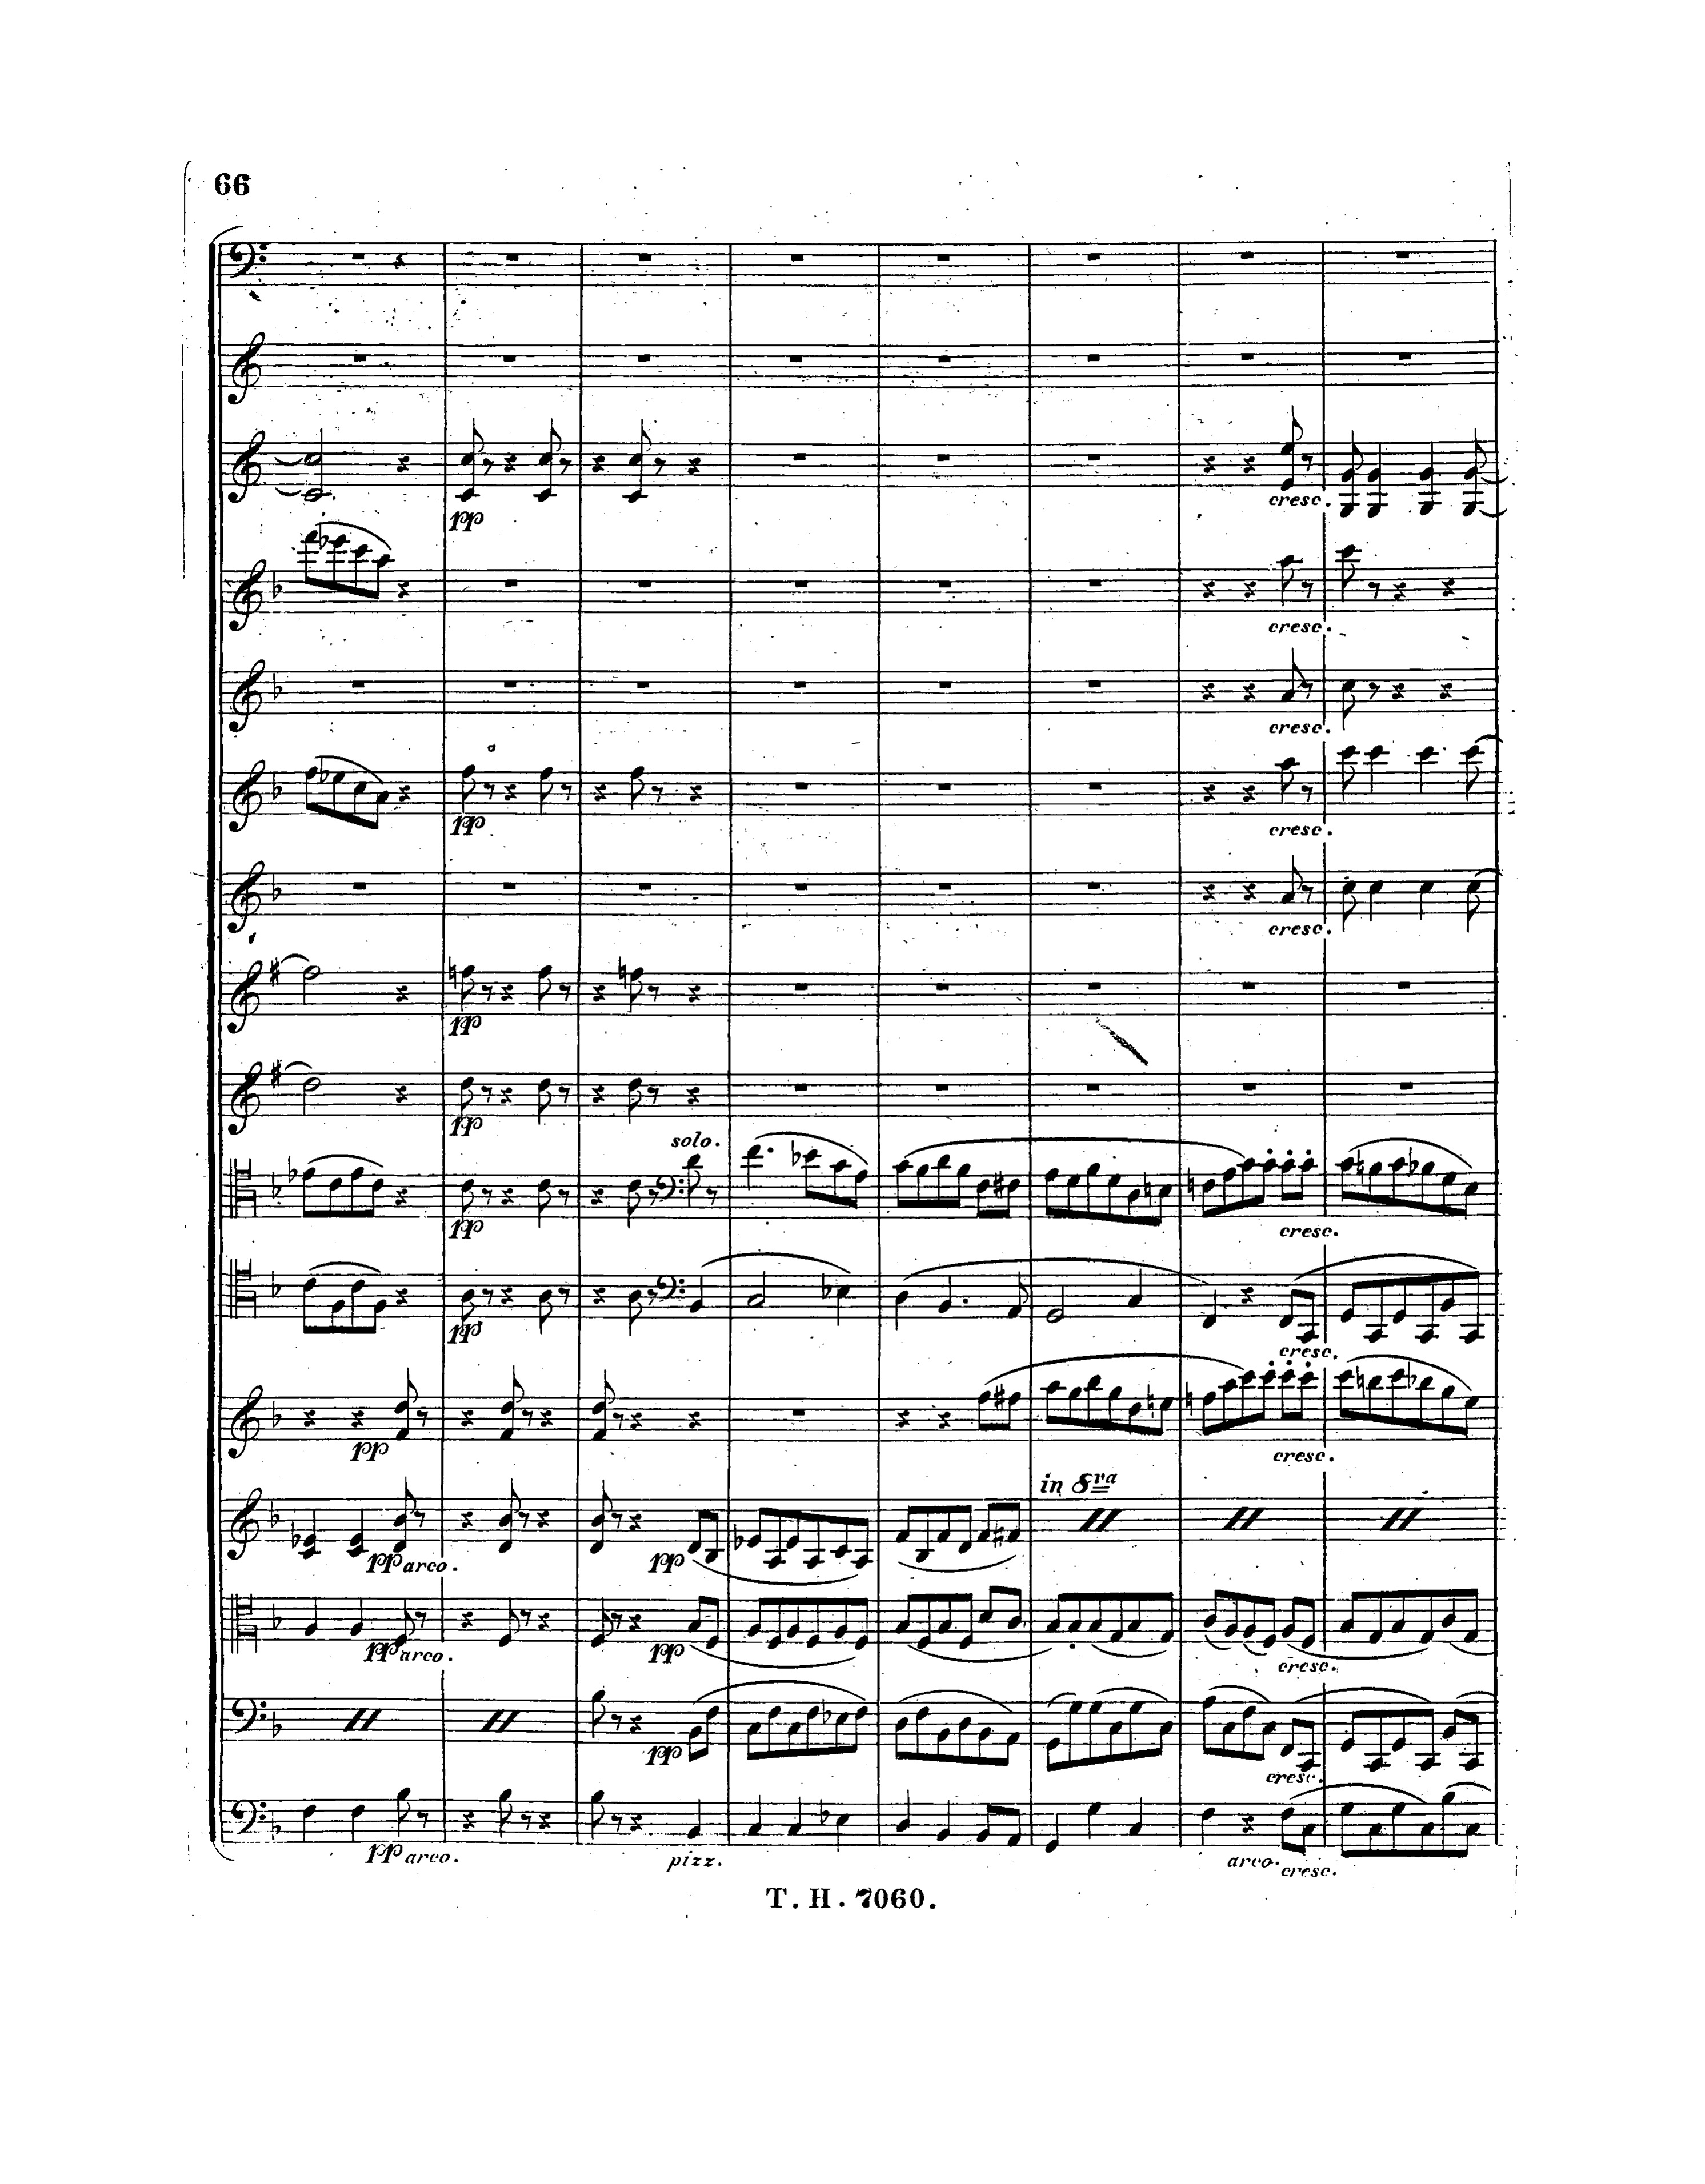 66
pp
cresc.
cresc.
cresc.
pp
cresc.
cresc.
pp
pp
solo.
pp
cresc.
pp
cresc.
pp
cresc.
in 8va
pp arco.
pp
pp arco.
pp
cresc.
pp
cresc.
pp arco.
pizz.
arco.
cresc.
T. H. 7060.